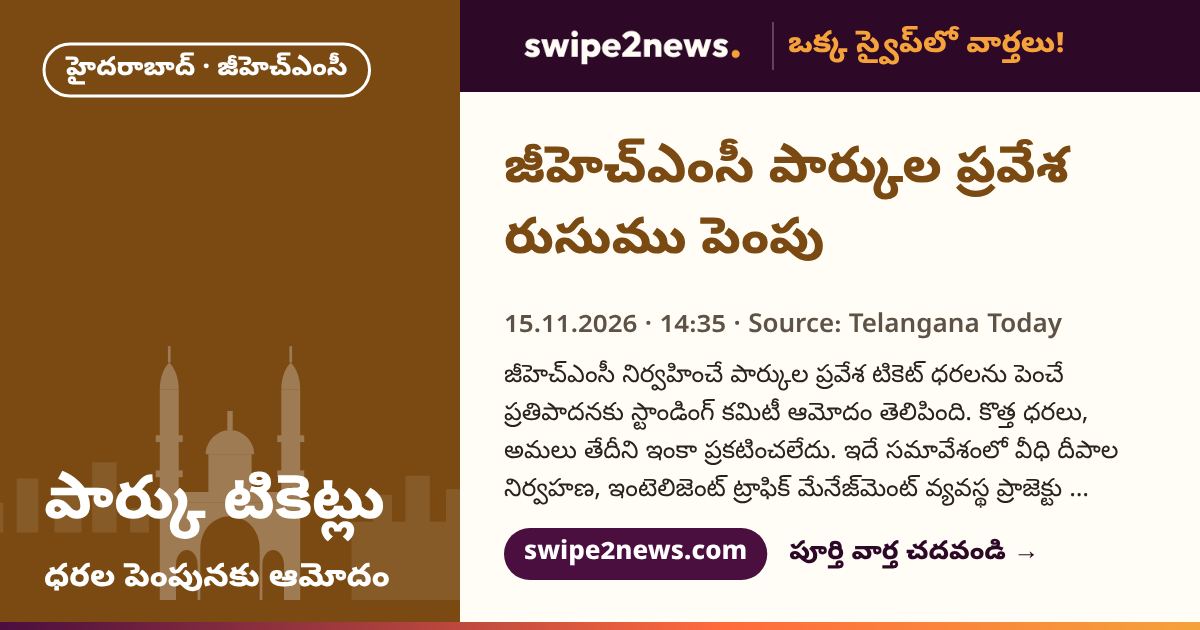 హైదరాబాద్ · జీహెచ్ఎంసీ
పార్కు టికెట్లు
ధరల పెంపునకు ఆమోదం
swipe2news.
ఒక్క స్వైప్‌లో వార్తలు!
జీహెచ్ఎంసీ పార్కుల ప్రవేశ
రుసుము పెంపు
15.11.2026 · 14:35 · Source: Telangana Today
జీహెచ్ఎంసీ నిర్వహించే పార్కుల ప్రవేశ టికెట్ ధరలను పెంచే
ప్రతిపాదనకు స్టాండింగ్ కమిటీ ఆమోదం తెలిపింది. కొత్త ధరలు,
అమలు తేదీని ఇంకా ప్రకటించలేదు. ఇదే సమావేశంలో వీధి దీపాల
నిర్వహణ, ఇంటెలిజెంట్ ట్రాఫిక్ మేనేజ్‌మెంట్ వ్యవస్థ ప్రాజెక్టు ...
swipe2news.com
పూర్తి వార్త చదవండి →